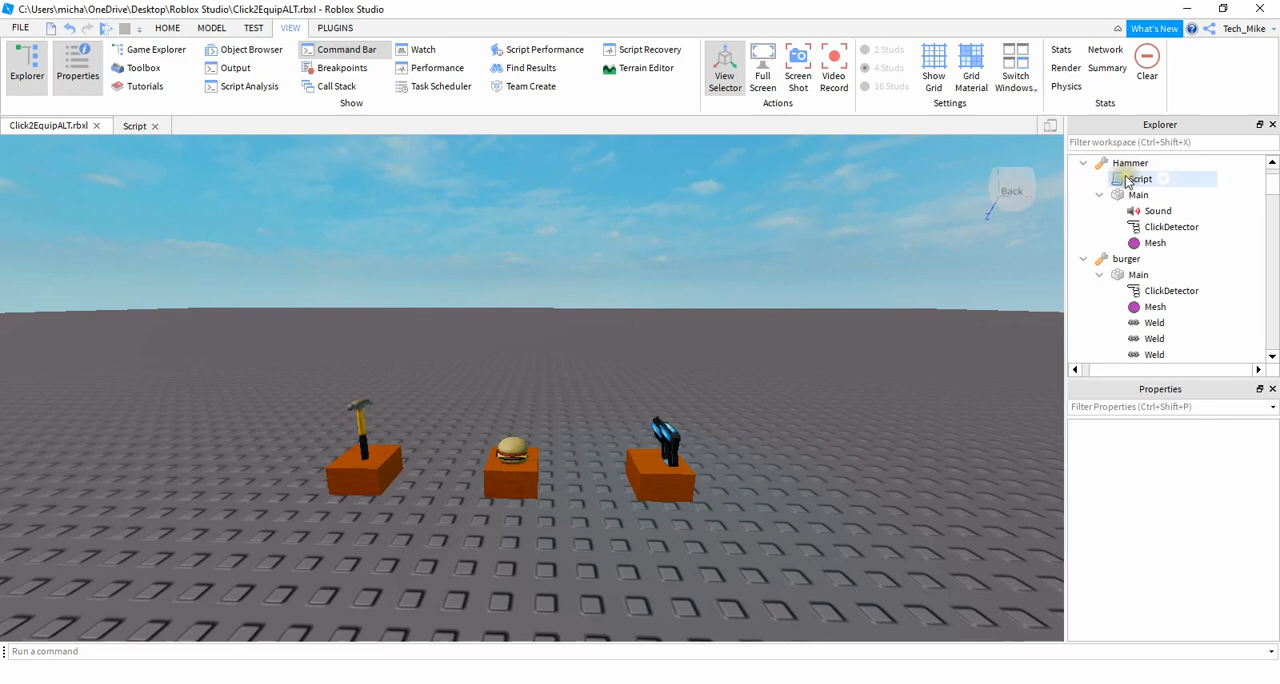 C:\Users\micha\OneDrive\Desktop\Roblox Studio\Click2EquipALT.rbxl - Roblox Studio
FILE HOME MODEL TEST VIEW PLUGINS What's New Tech_Mike
Explorer
Properties
Game Explorer
Toolbox
Tutorials
Object Browser
Output
Script Analysis
Command Bar
Breakpoints
Call Stack
Watch
Performance
Task Scheduler
Script Performance
Find Results
Team Create
Script Recovery
Terrain Editor
Show
View Selector
Full Screen
Screen Shot
Video Record
Actions
2 Studs
4 Studs
16 Studs
Show Grid
Grid Material
Switch Windows
Settings
Stats
Render
Physics
Network
Summary
Clear
Stats
Click2EquipALT.rbxl
Script
Back
Z
Explorer
Filter workspace (Ctrl+Shift+X)
Hammer
Script
Main
Sound
ClickDetector
Mesh
burger
Main
ClickDetector
Mesh
Weld
Weld
Weld
Properties
Filter Properties (Ctrl+Shift+P)
Run a command